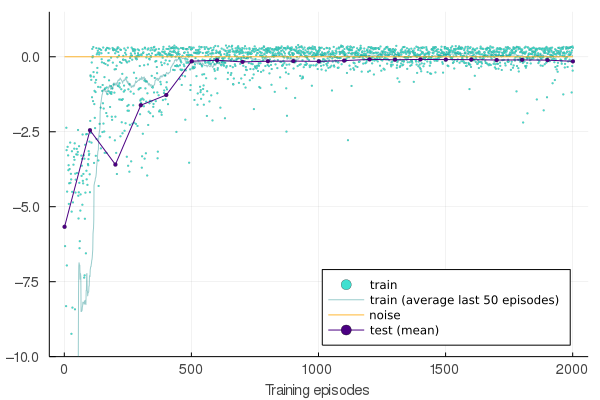 0.0
−2.5
−5.0
−7.5
−10.0
0
500
1000
1500
2000
Training episodes
train
train (average last 50 episodes)
noise
test (mean)